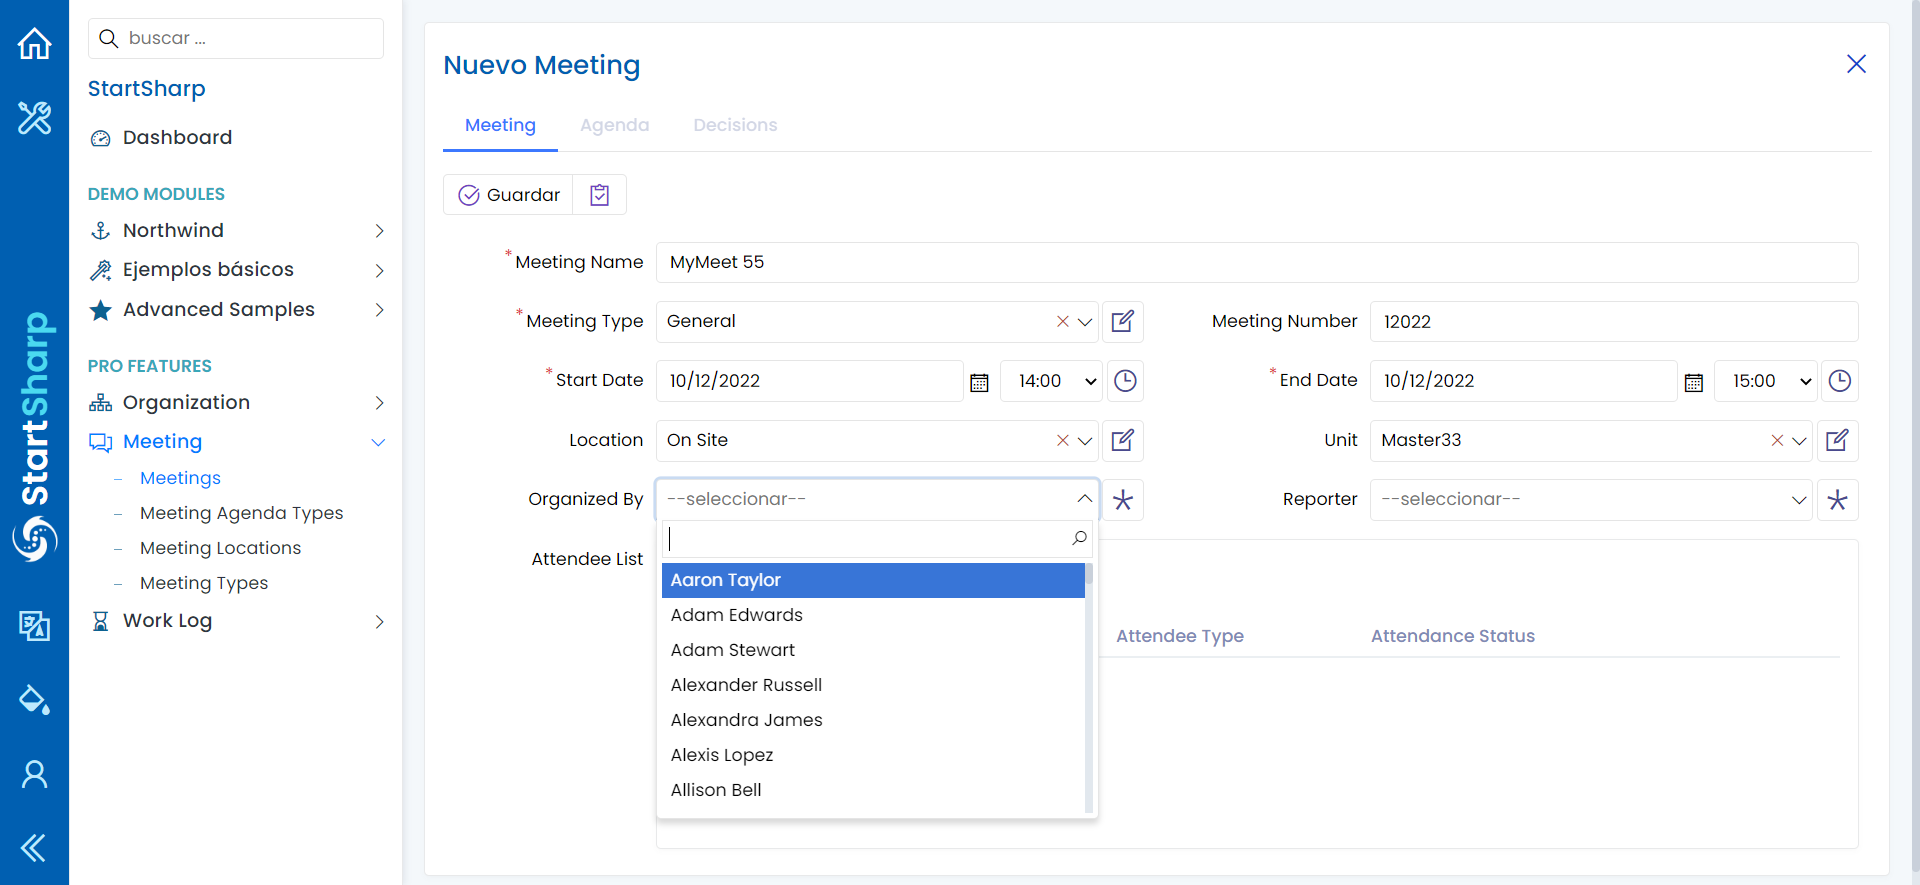 StartSharp
buscar ...
StartSharp
Dashboard
DEMO MODULES
Northwind
Ejemplos básicos
Advanced Samples
PRO FEATURES
Organization
Meeting
Meetings
Meeting Agenda Types
Meeting Locations
Meeting Types
Work Log
Nuevo Meeting
Meeting Agenda Decisions
Guardar
*Meeting Name MyMeet 55
*Meeting Type General Meeting Number 12022
*Start Date 10/12/2022 14:00 *End Date 10/12/2022 15:00
Location On Site Unit Master33
Organized By --seleccionar-- Reporter --seleccionar--
Attendee List
Aaron Taylor
Adam Edwards
Attendee Type Attendance Status
Adam Stewart
Alexander Russell
Alexandra James
Alexis Lopez
Allison Bell